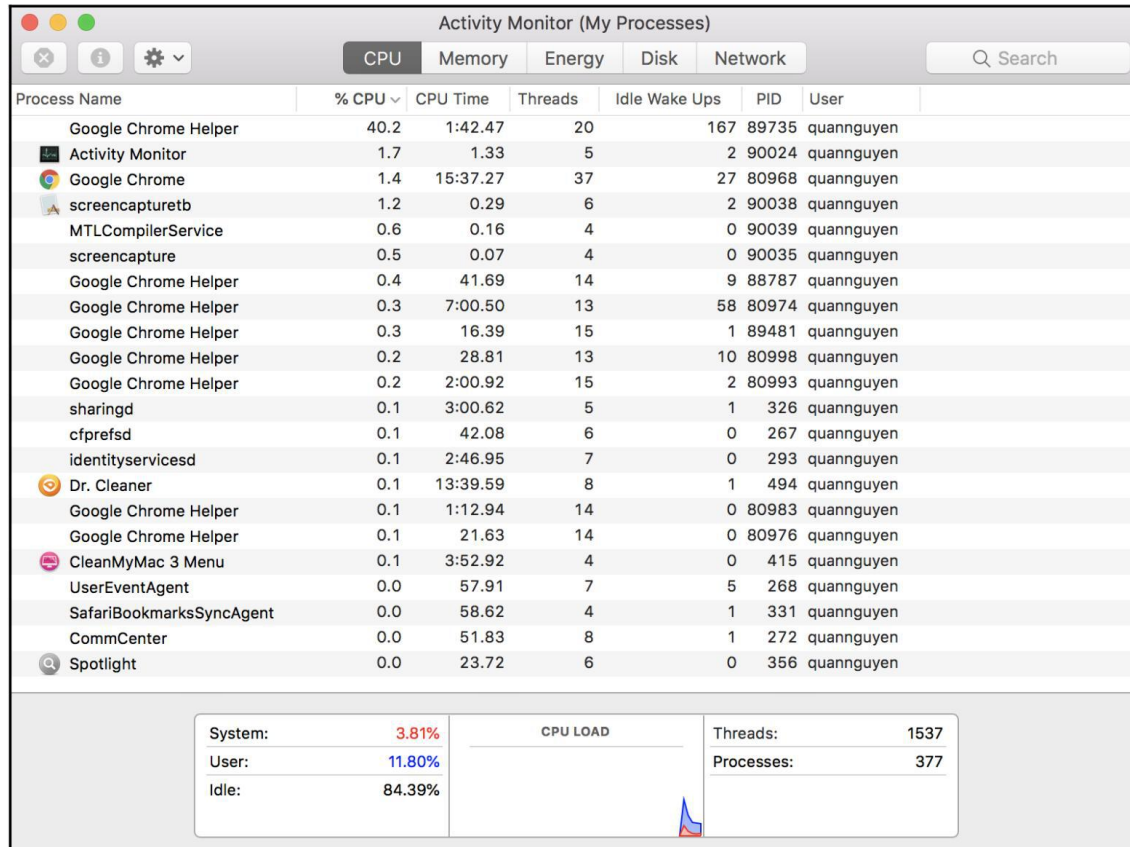 Activity Monitor (My Processes)
CPU Memory Energy Disk Network Search
Process Name % CPU CPU Time Threads Idle Wake Ups PID User
Google Chrome Helper 40.2 1:42.47 20 167 89735 quannguyen
Activity Monitor 1.7 1.33 5 2 90024 quannguyen
Google Chrome 1.4 15:37.27 37 27 80968 quannguyen
screencapturetb 1.2 0.29 6 2 90038 quannguyen
MTLCompilerService 0.6 0.16 4 0 90039 quannguyen
screencapture 0.5 0.07 4 0 90035 quannguyen
Google Chrome Helper 0.4 41.69 14 9 88787 quannguyen
Google Chrome Helper 0.3 7:00.50 13 58 80974 quannguyen
Google Chrome Helper 0.3 16.39 15 1 89481 quannguyen
Google Chrome Helper 0.2 28.81 13 10 80998 quannguyen
Google Chrome Helper 0.2 2:00.92 15 2 80993 quannguyen
sharingd 0.1 3:00.62 5 1 326 quannguyen
cfprefsd 0.1 42.08 6 0 267 quannguyen
identityservicesd 0.1 2:46.95 7 0 293 quannguyen
Dr. Cleaner 0.1 13:39.59 8 1 494 quannguyen
Google Chrome Helper 0.1 1:12.94 14 0 80983 quannguyen
Google Chrome Helper 0.1 21.63 14 0 80976 quannguyen
CleanMyMac 3 Menu 0.1 3:52.92 4 0 415 quannguyen
UserEventAgent 0.0 57.91 7 5 268 quannguyen
SafariBookmarksSyncAgent 0.0 58.62 4 1 331 quannguyen
CommCenter 0.0 51.83 8 1 272 quannguyen
Spotlight 0.0 23.72 6 0 356 quannguyen
System: 3.81% CPU LOAD Threads: 1537
User: 11.80% Processes: 377
Idle: 84.39%